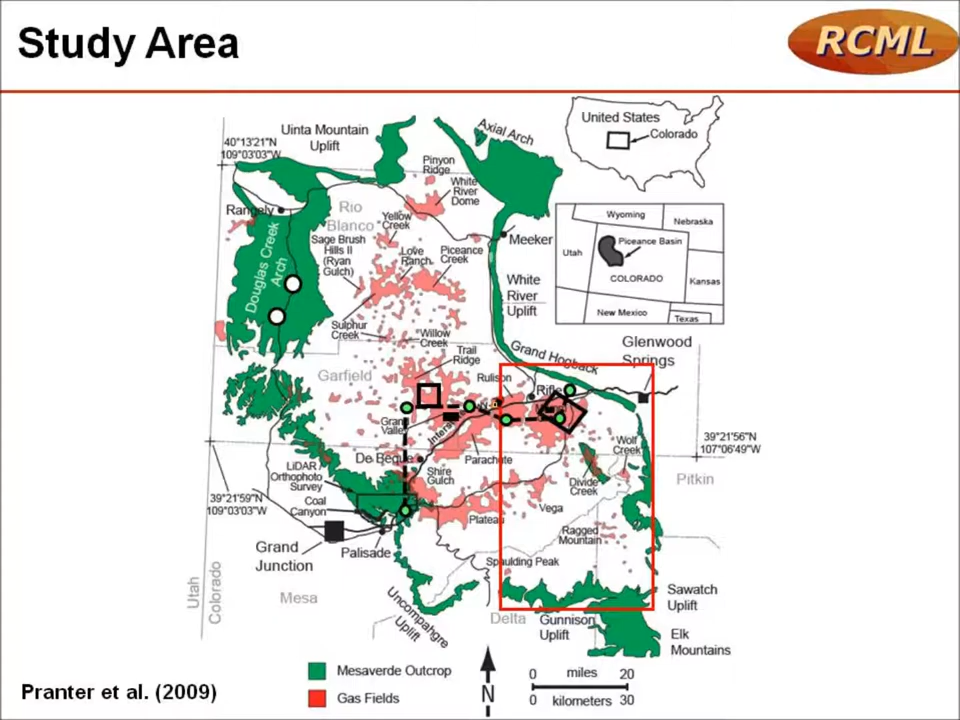 Study Area
RCML
Uinta Mountain
Uplift
Axial Arch
United States
Colorado
40°13'21"N
109°03'03"W
Pinyon
Ridge
White
River
Dome
Rangely
Rio
Blanco
Yellow
Creek
Wyoming
Nebraska
Utah
Piceance Basin
COLORADO
Kansas
New Mexico
Texas
Meeker
Sage Brush
Hills II
(Ryan
Gulch)
Love
Ranch
Piceance
Creek
Douglas Creek
Arch
White
River
Uplift
Sulphur
Creek
Willow
Creek
Trail
Ridge
Grand Hogback
Glenwood
Springs
Garfield
Rulison
Rifle
Grand
Valley
De Beque
Parachute
Wolf
Creek
39°21'56"N
107°06'49"W
Pitkin
LiDAR /
Orthophoto
Survey
Shire
Gulch
Divide
Creek
39°21'59"N
109°03'03"W
Coal
Canyon
Plateau
Vega
Ragged
Mountain
Grand
Junction
Palisade
Spaulding Peak
Utah
Colorado
Mesa
Uncompahgre
Uplift
Delta
Gunnison
Uplift
Sawatch
Uplift
Elk
Mountains
Mesaverde Outcrop
Gas Fields
N
0 miles 20
0 kilometers 30
Pranter et al. (2009)